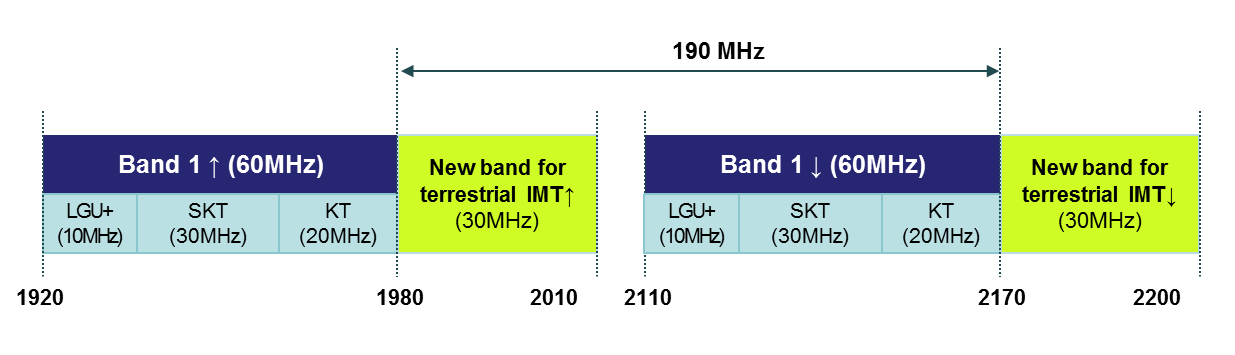 190 MHz
Band 1 ↑ (60MHz)
LGU+
(10MHz)
SKT
(30MHz)
KT
(20MHz)
New band for
terrestrial IMT↑
(30MHz)
Band 1 ↓ (60MHz)
LGU+
(10MHz)
SKT
(30MHz)
KT
(20MHz)
New band for
terrestrial IMT↓
(30MHz)
1920
1980
2010
2110
2170
2200